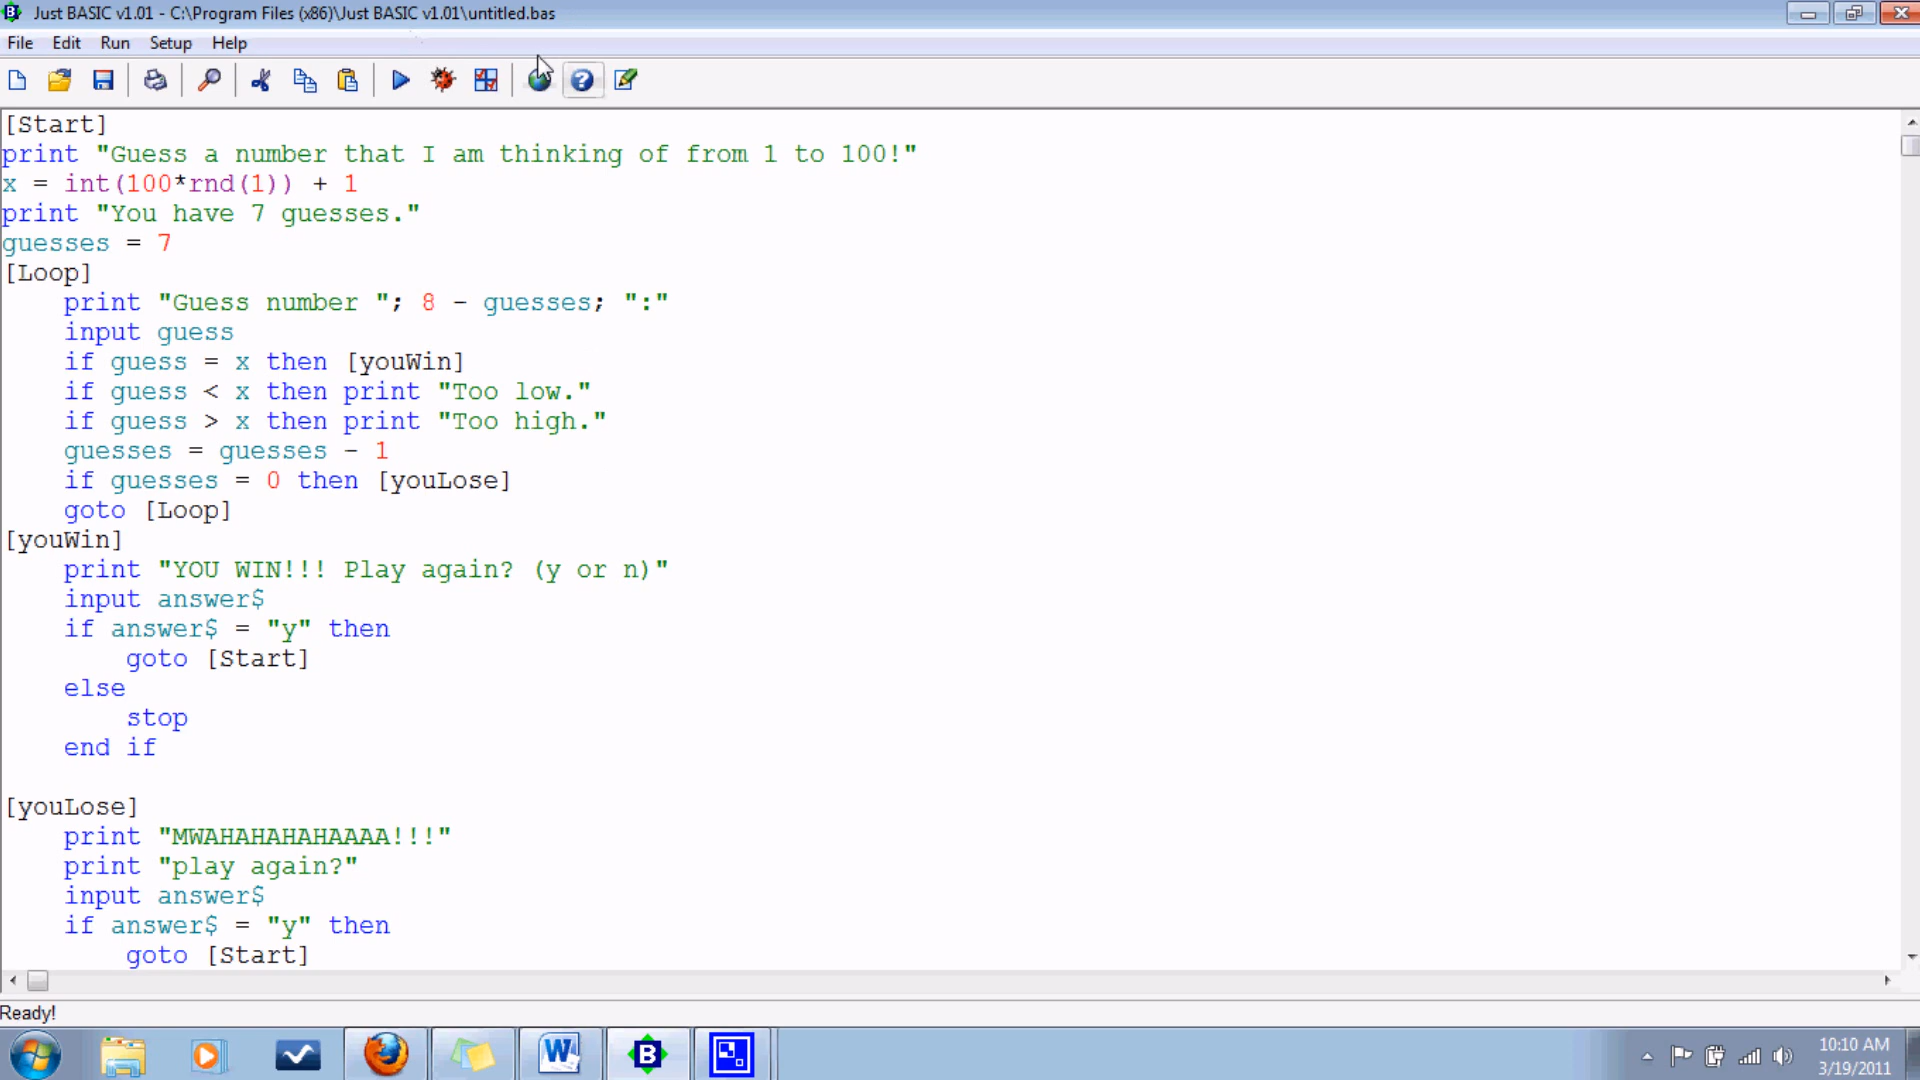 Just BASIC v1.01 - C:\Program Files (x86)\Just BASIC v1.01\untitled.bas
File Edit Run Setup Help
[Start]
print "Guess a number that I am thinking of from 1 to 100!"
x = int(100*rnd(1)) + 1
print "You have 7 guesses."
guesses = 7
[Loop]
    print "Guess number "; 8 - guesses; ":"
    input guess
    if guess = x then [youWin]
    if guess < x then print "Too low."
    if guess > x then print "Too high."
    guesses = guesses - 1
    if guesses = 0 then [youLose]
    goto [Loop]
[youWin]
    print "YOU WIN!!! Play again? (y or n)"
    input answer$
    if answer$ = "y" then
        goto [Start]
    else
        stop
    end if
[youLose]
    print "MWAHAHAHAHAAAA!!!"
    print "play again?"
    input answer$
    if answer$ = "y" then
        goto [Start]
Ready!
10:10 AM
3/19/2011